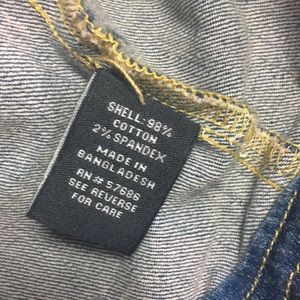 SHELL: 98%
COTTON
2% SPANDEX
MADE IN
BANGLADESH
RN# 57686
SEE REVERSE
FOR CARE